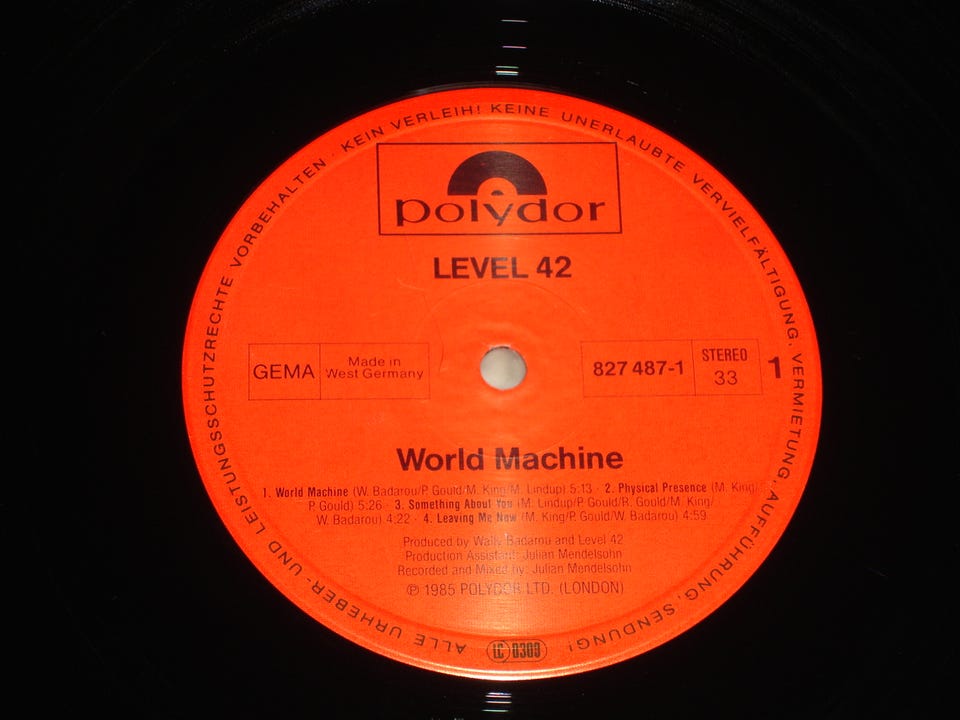 ALLE URHEBER- UND LEISTUNGSSCHUTZRECHTE VORBEHALTEN · KEIN VERLEIH! KEINE UNERLAUBTE VERVIELFÄLTIGUNG, VERMIETUNG, AUFFÜHRUNG, SENDUNG!
polydor
LEVEL 42
GEMA
Made in
West Germany
827 487-1
STEREO
33
1
World Machine
1. World Machine (W. Badarou/P. Gould/M. King/M. Lindup) 5:13 · 2. Physical Presence (M. King/
P. Gould) 5:26 · 3. Something About You (M. Lindup/P. Gould/R. Gould/M. King/
W. Badarou) 4:22 · 4. Leaving Me Now (M. King/P. Gould/W. Badarou) 4:59
Produced by Wally Badarou and Level 42
Production Assistant: Julian Mendelsohn
Recorded and Mixed by: Julian Mendelsohn
℗ 1985 POLYDOR LTD. (LONDON)
LC 0309